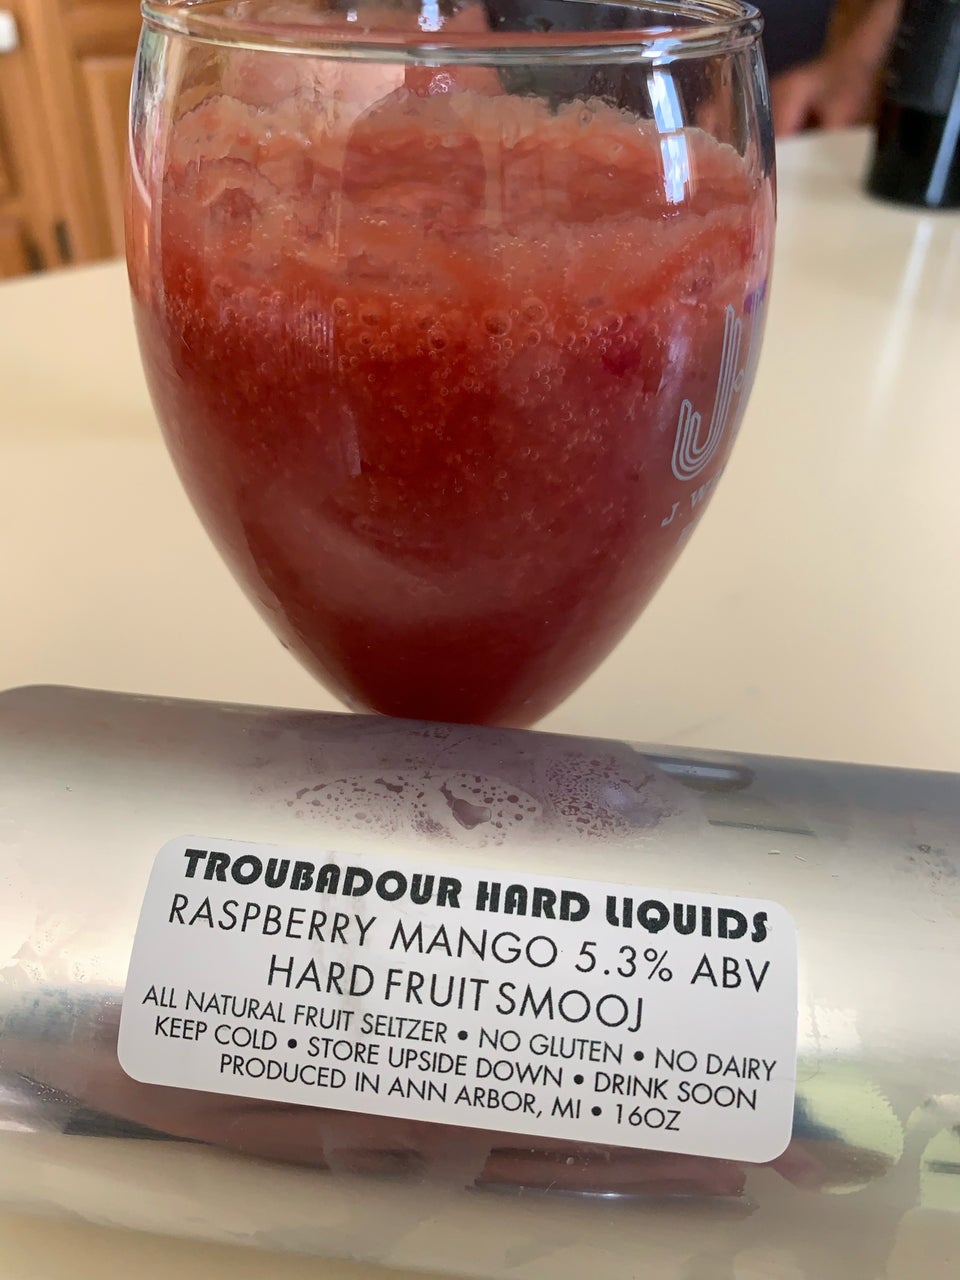 J
J. W
TROUBADOUR HARD LIQUIDS
RASPBERRY MANGO 5.3% ABV
HARD FRUIT SMOOJ
ALL NATURAL FRUIT SELTZER • NO GLUTEN • NO DAIRY
KEEP COLD • STORE UPSIDE DOWN • DRINK SOON
PRODUCED IN ANN ARBOR, MI • 16OZ